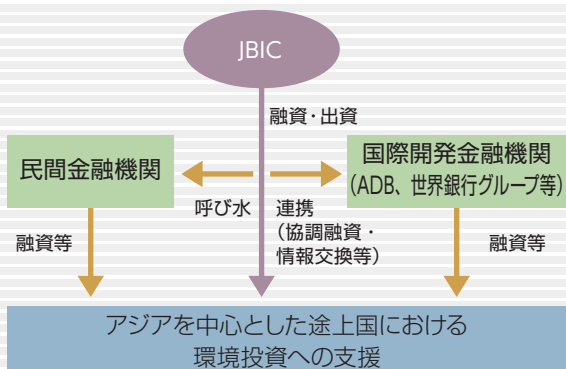 JBIC
融資・出資
民間金融機関
国際開発金融機関
(ADB、世界銀行グループ等)
呼び水
連携
(協調融資・
情報交換等)
融資等
融資等
アジアを中心とした途上国における
環境投資への支援